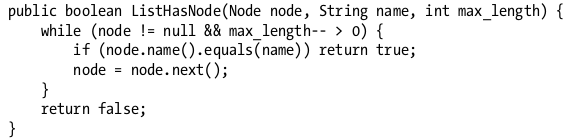 public boolean ListHasNode(Node node, String name, int max_length) {
    while (node != null && max_length-- > 0) {
        if (node.name().equals(name)) return true;
        node = node.next();
    }
    return false;
}